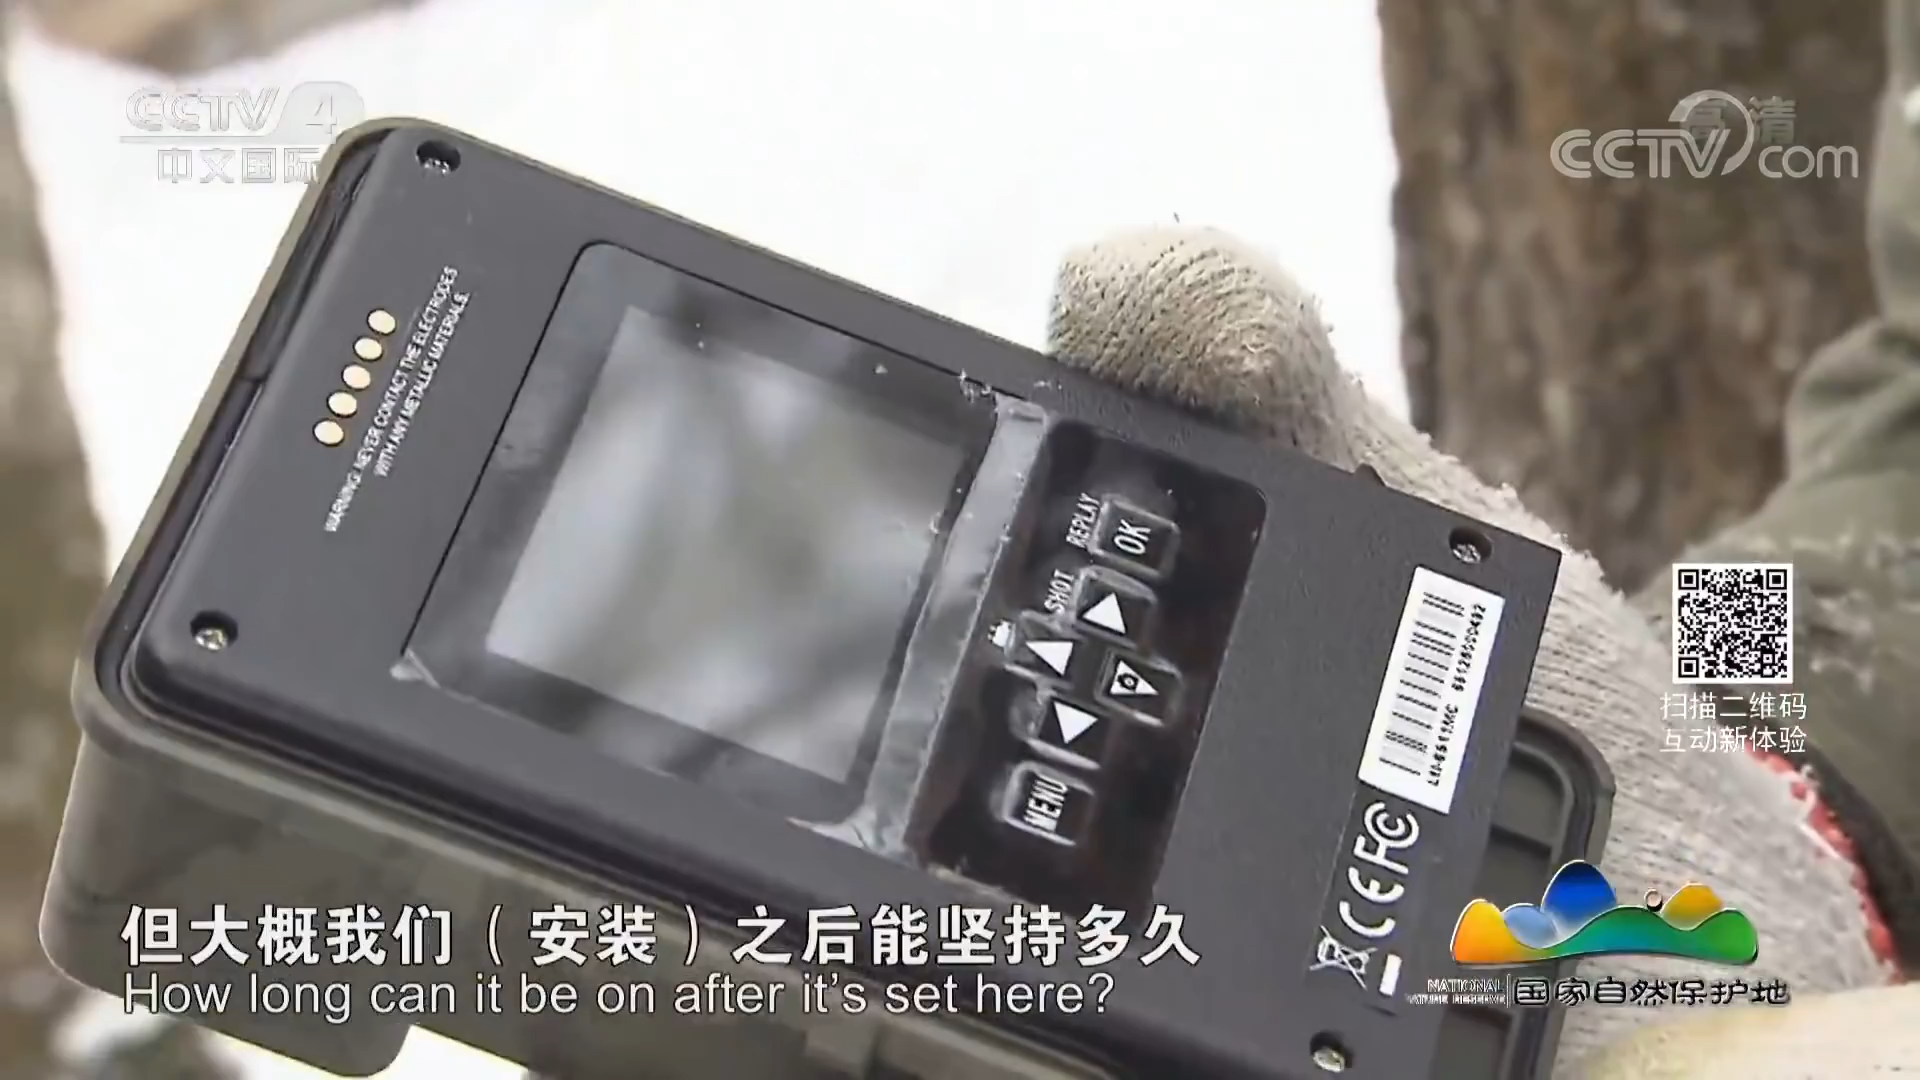 CCTV 4
中文国际
高清
CCTV com
WARNING NEVER CONTACT THE ELECTRODES
WITH ANY METALLIC MATERIALS.
REPLAY
OK
SHOT
MENU
CE FC
扫描二维码
互动新体验
但大概我们（安装）之后能坚持多久
How long can it be on after it's set here?
NATIONAL
NATURE RESERVE
国家自然保护地